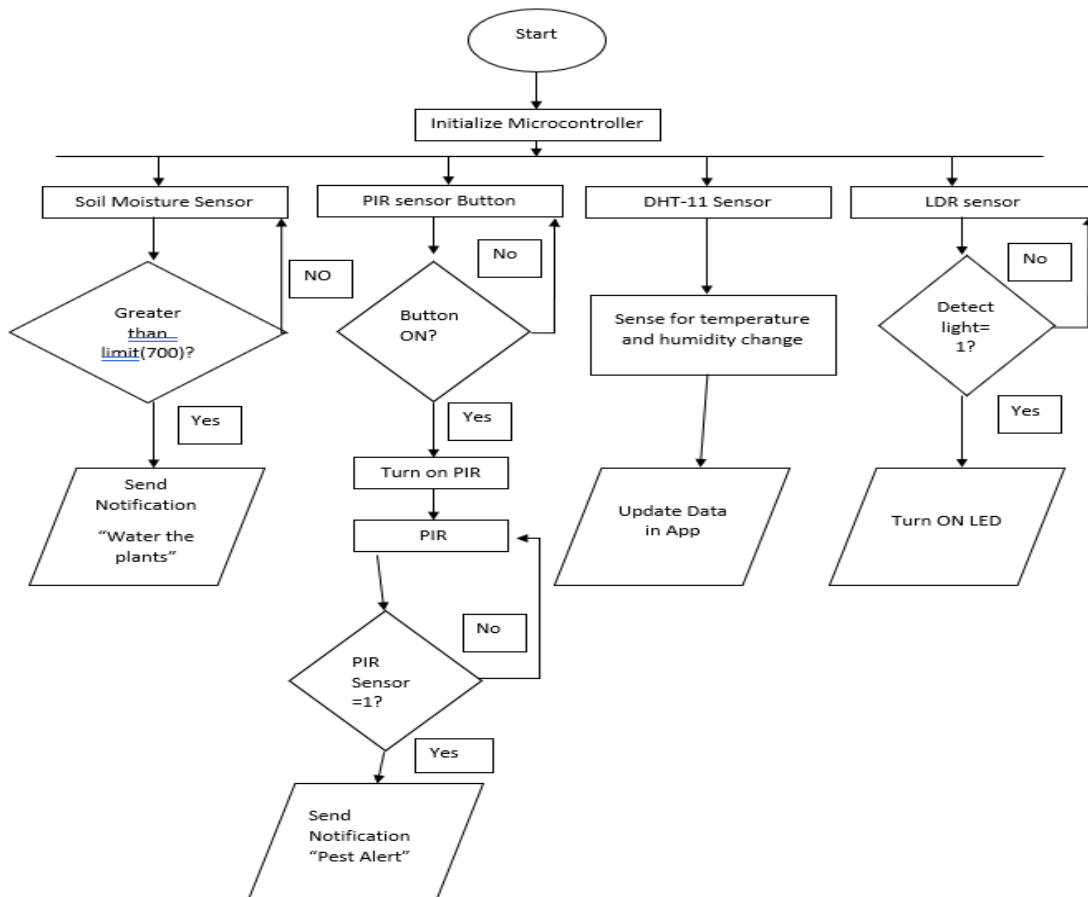 Start
Initialize Microcontroller
Soil Moisture Sensor
PIR sensor Button
DHT-11 Sensor
LDR sensor
NO
Greater
than
limit(700)?
Yes
Send
Notification
“Water the
plants”
No
Button
ON?
Yes
Turn on PIR
PIR
No
PIR
Sensor
=1?
Yes
Send
Notification
“Pest Alert”
Sense for temperature
and humidity change
Update Data
in App
No
Detect
light=
1?
Yes
Turn ON LED